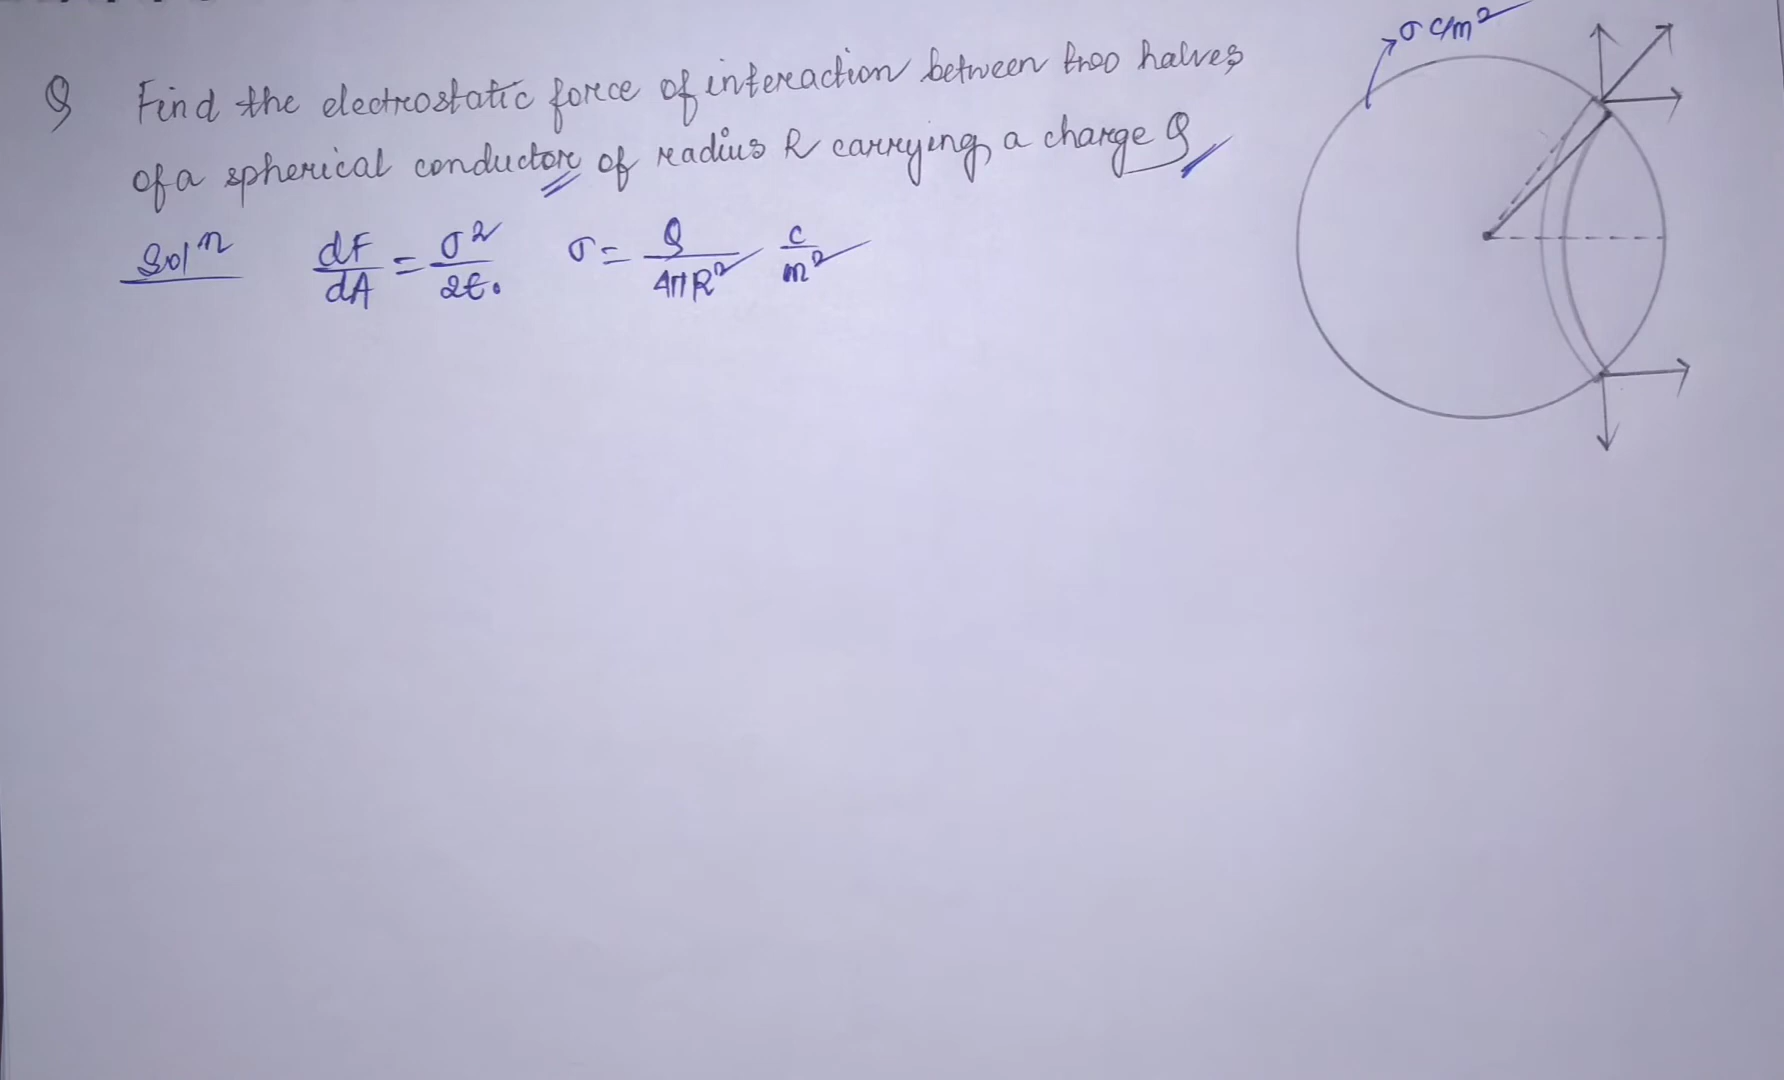 Q Find the electrostatic force of interaction between two halves
of a spherical conductor of radius R carrying a charge Q
Solⁿ dF/dA = σ²/2ε₀ σ = Q/4πR² C/m²
σ C/m²